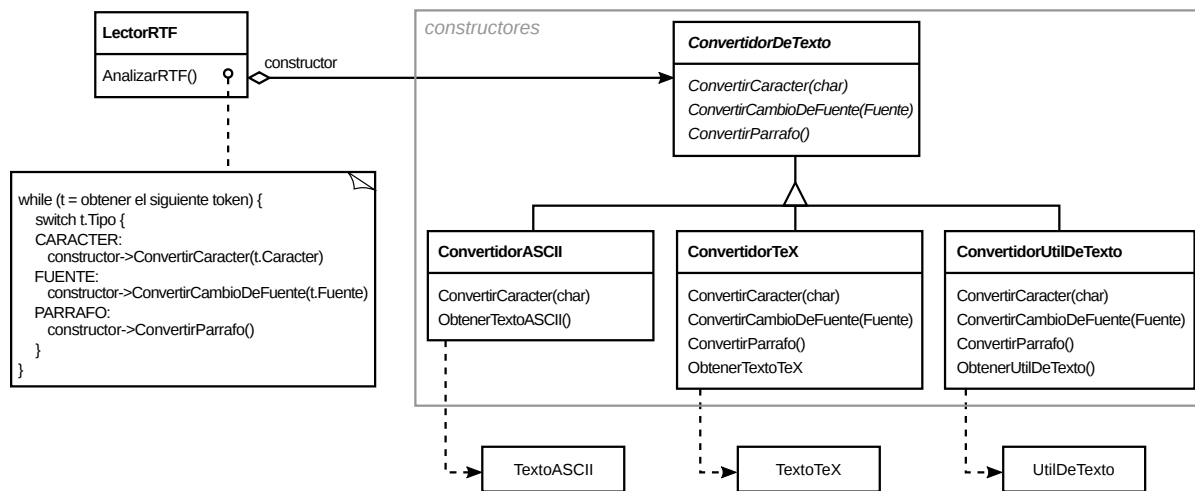 LectorRTF
AnalizarRTF()
constructor
constructores
ConvertidorDeTexto
ConvertirCaracter(char)
ConvertirCambioDeFuente(Fuente)
ConvertirParrafo()
while (t = obtener el siguiente token) {
switch t.Tipo {
CARACTER:
constructor->ConvertirCaracter(t.Caracter)
FUENTE:
constructor->ConvertirCambioDeFuente(t.Fuente)
PARRAFO:
constructor->ConvertirParrafo()
}
}
ConvertidorASCII
ConvertirCaracter(char)
ObtenerTextoASCII()
ConvertidorTeX
ConvertirCaracter(char)
ConvertirCambioDeFuente(Fuente)
ConvertirParrafo()
ObtenerTextoTeX
ConvertidorUtilDeTexto
ConvertirCaracter(char)
ConvertirCambioDeFuente(Fuente)
ConvertirParrafo()
ObtenerUtilDeTexto()
TextoASCII
TextoTeX
UtilDeTexto